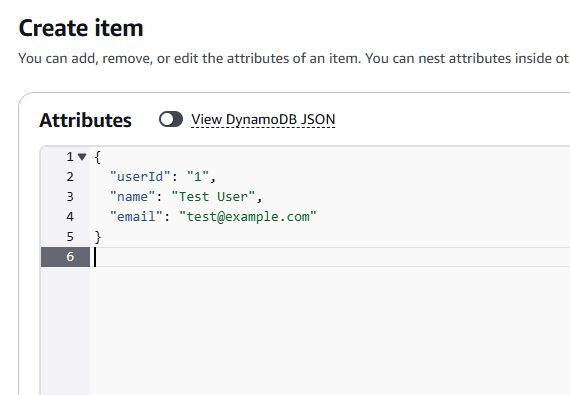 Create item
You can add, remove, or edit the attributes of an item. You can nest attributes inside ot
Attributes
View DynamoDB JSON
1 {
2 "userId": "1",
3 "name": "Test User",
4 "email": "test@example.com"
5 }
6